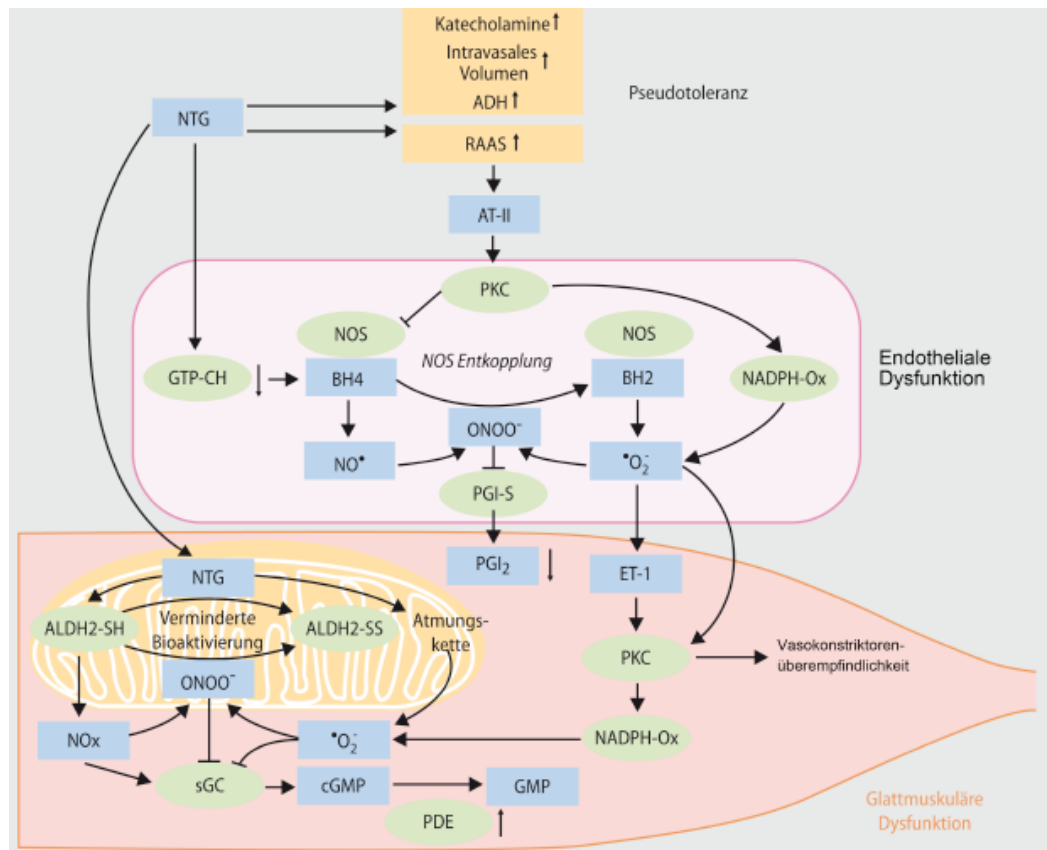 Katecholamine↑
Intravasales
Volumen ↑
ADH↑
Pseudotoleranz
NTG
RAAS↑
AT-II
PKC
NOS
NOS
NOS Entkopplung
Endotheliale
Dysfunktion
GTP-CH ↓
BH4
BH2
NADPH-Ox
ONOO⁻
NO•
•O₂⁻
PGI-S
PGI₂ ↓
ET-1
NTG
ALDH2-SH
Verminderte
Bioaktivierung
ALDH2-SS
Atmungs-
kette
ONOO⁻
PKC
Vasokonstriktoren-
überempfindlichkeit
NOx
•O₂⁻
NADPH-Ox
sGC
cGMP
GMP
PDE ↑
Glattmuskuläre
Dysfunktion